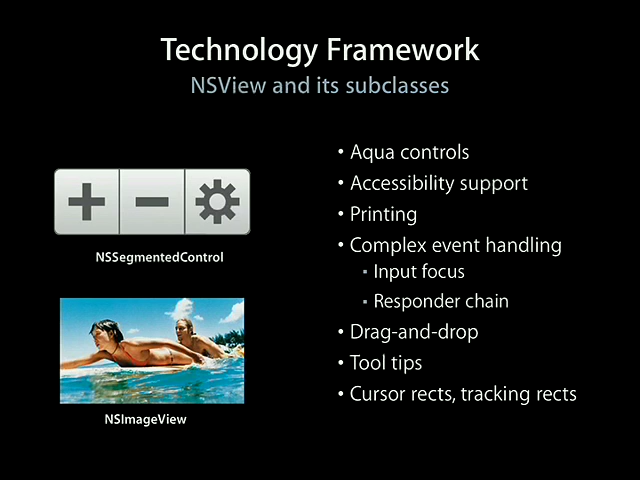 Technology Framework
NSView and its subclasses
NSSegmentedControl
NSImageView
• Aqua controls
• Accessibility support
• Printing
• Complex event handling
▪ Input focus
▪ Responder chain
• Drag-and-drop
• Tool tips
• Cursor rects, tracking rects